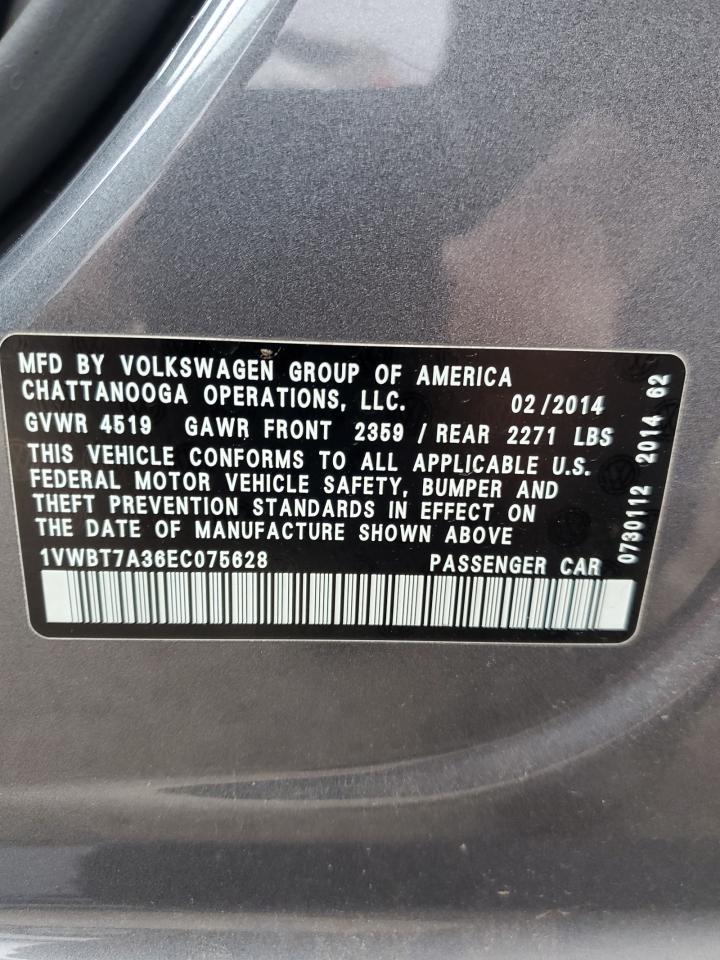 MFD BY VOLKSWAGEN GROUP OF AMERICA
CHATTANOOGA OPERATIONS, LLC. 02/2014
GVWR 4519 GAWR FRONT 2359 / REAR 2271 LBS
THIS VEHICLE CONFORMS TO ALL APPLICABLE U.S.
FEDERAL MOTOR VEHICLE SAFETY, BUMPER AND
THEFT PREVENTION STANDARDS IN EFFECT ON
THE DATE OF MANUFACTURE SHOWN ABOVE
1VWBT7A36EC075628 PASSENGER CAR
0730112 2014 62